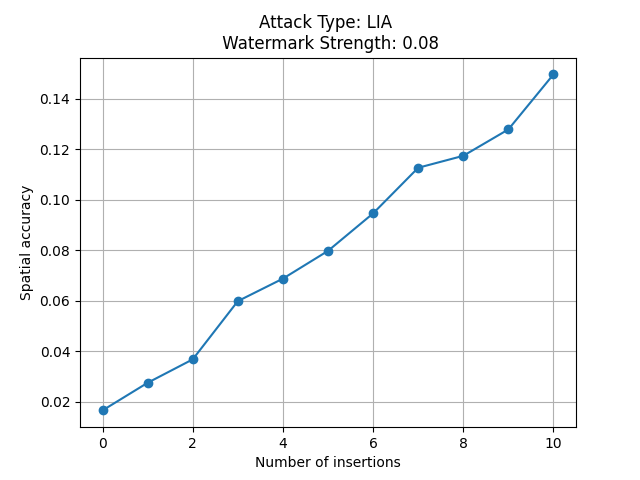 Attack Type: LIA
Watermark Strength: 0.08
0.14
0.12
0.10
0.08
0.06
0.04
0.02
Spatial accuracy
0 2 4 6 8 10
Number of insertions